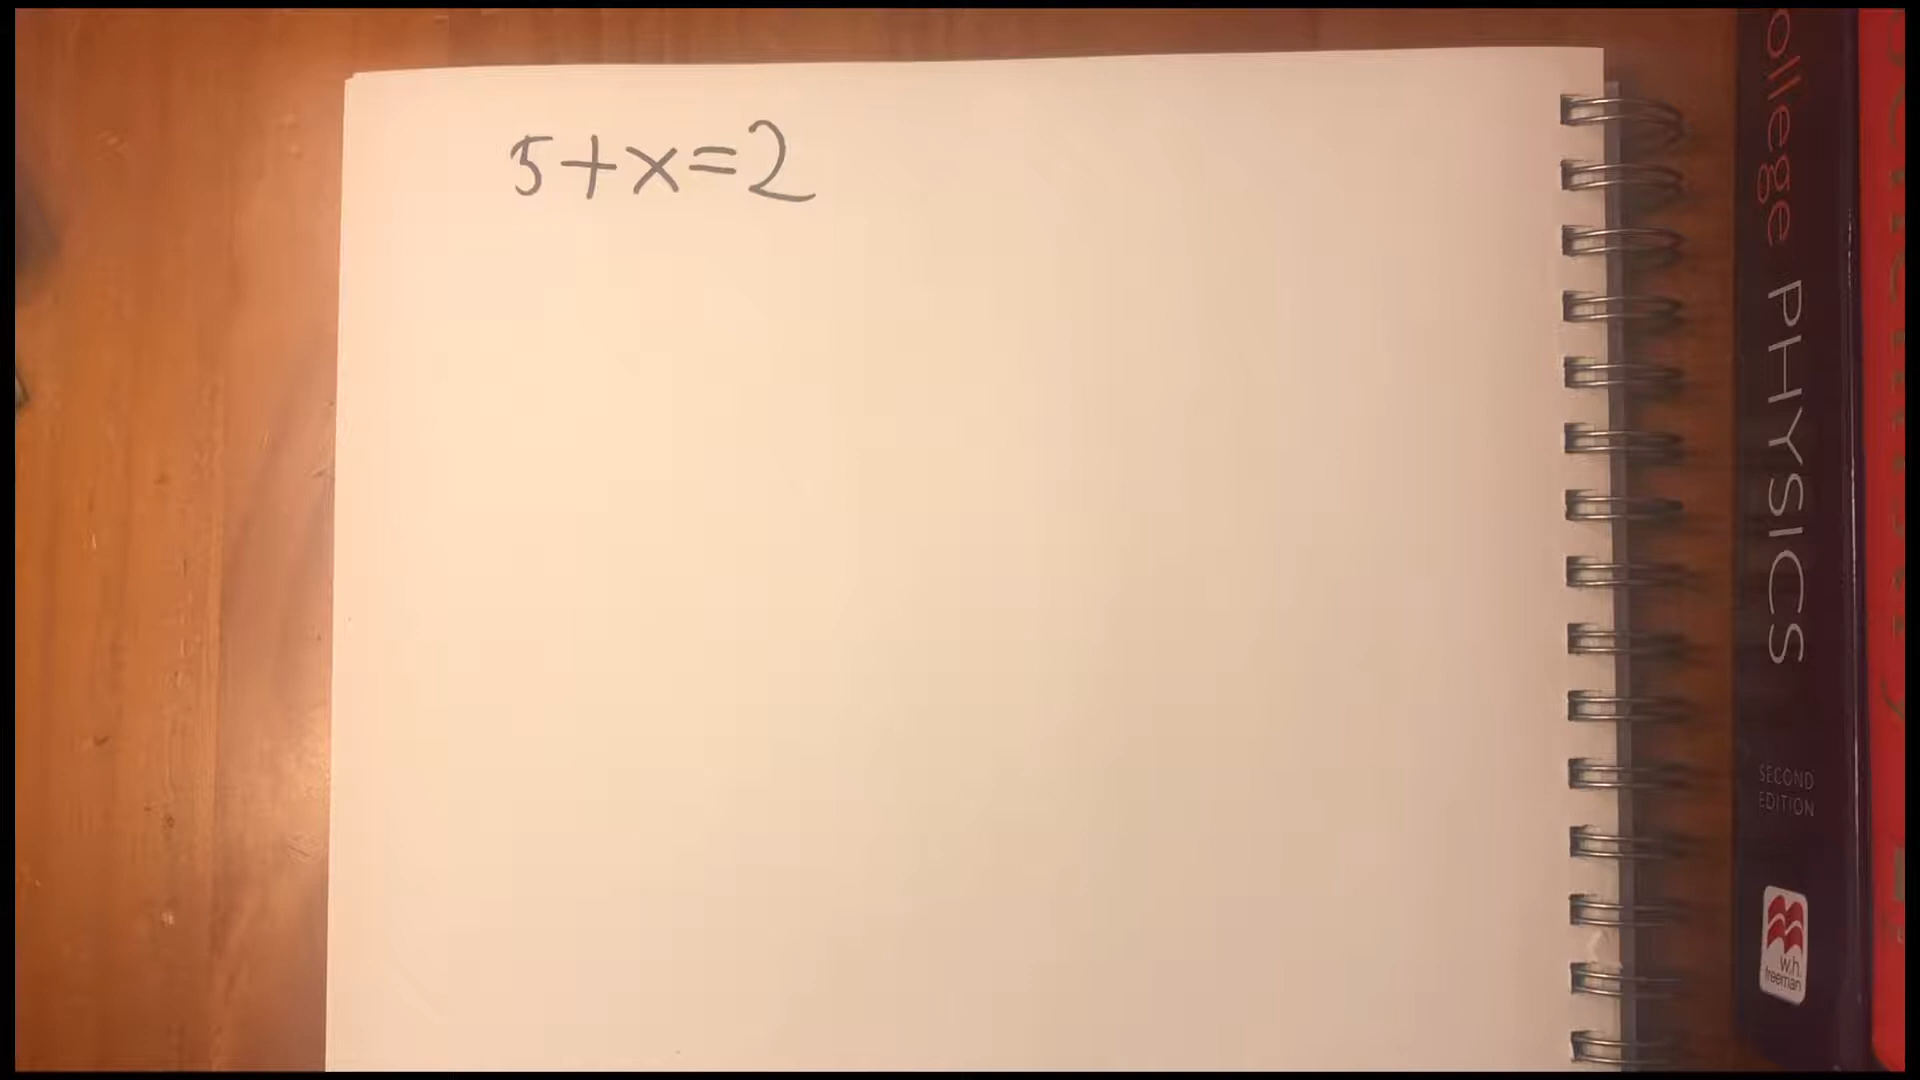 5+x=2
ollege PHYSICS
SECOND
EDITION
w.h.
freeman